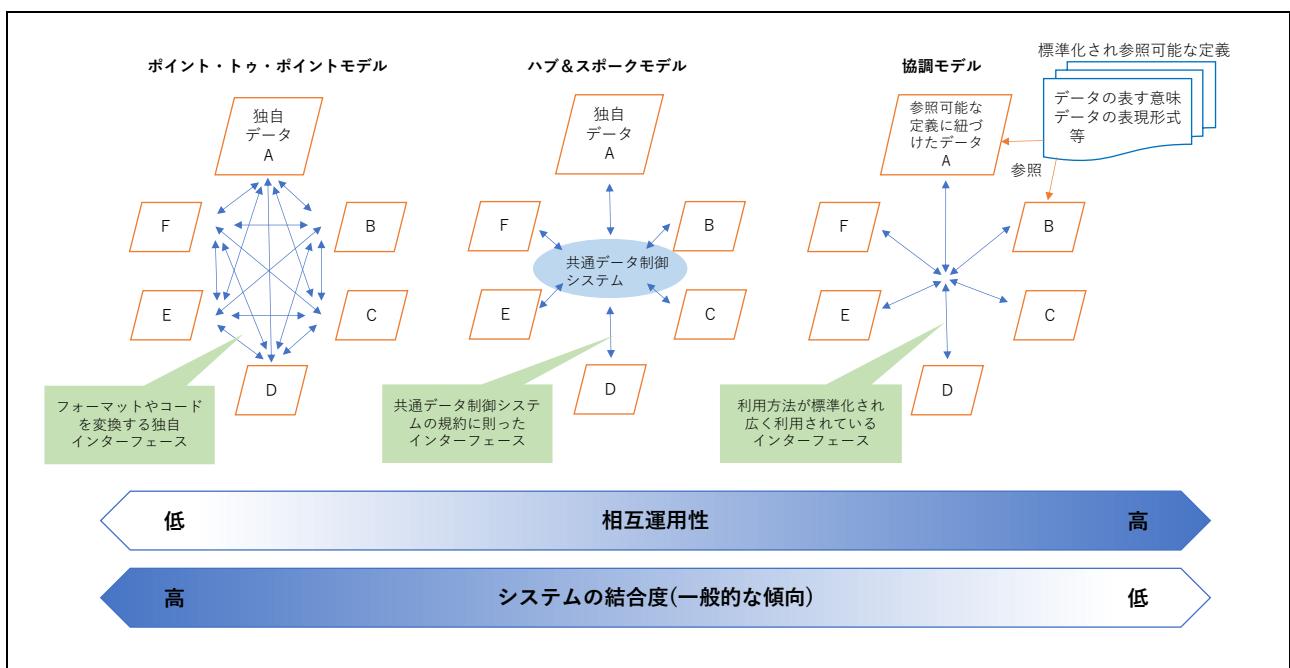 ポイント・トゥ・ポイントモデル
独自
データ
A
F
B
E
C
D
フォーマットやコード
を変換する独自
インターフェース
ハブ＆スポークモデル
独自
データ
A
F
B
共通データ制御
システム
E
C
D
共通データ制御システ
ムの規約に則った
インターフェース
協調モデル
標準化され参照可能な定義
データの表す意味
データの表現形式
等
参照可能な
定義に紐づ
けたデータ
A
参照
F
B
E
C
D
利用方法が標準化され
広く利用されている
インターフェース
低
相互運用性
高
高
システムの結合度(一般的な傾向)
低